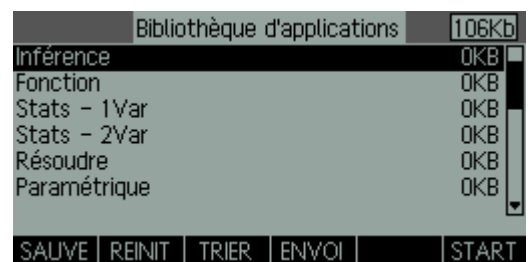 Bibliothèque d'applications 106Kb
Inférence 0KB
Fonction 0KB
Stats - 1Var 0KB
Stats - 2Var 0KB
Résoudre 0KB
Paramétrique 0KB
SAUVE REINIT TRIER ENVOI START